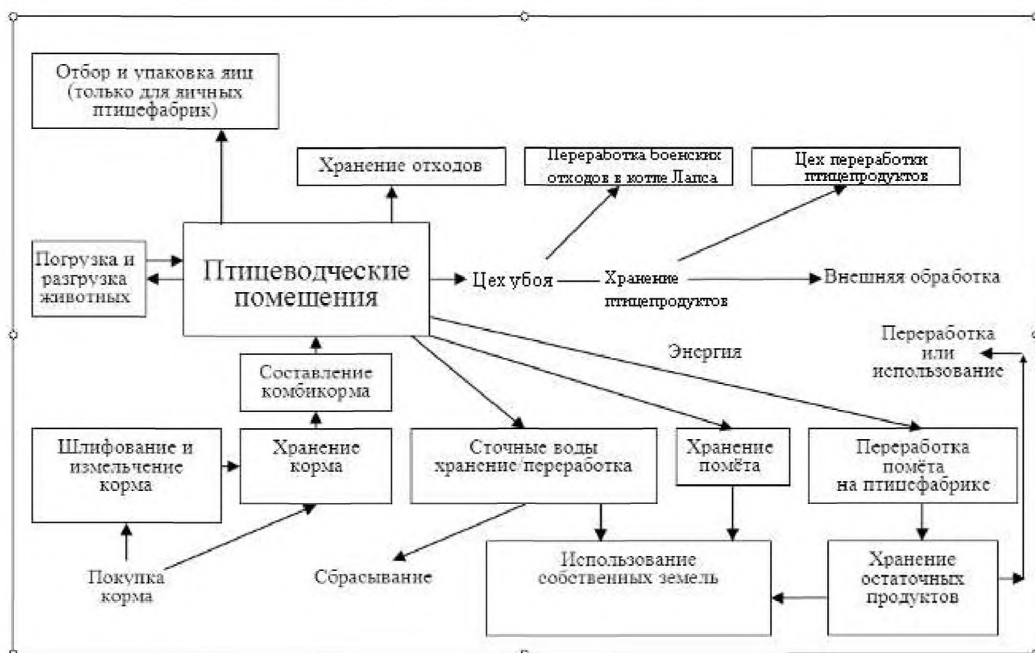 Отбор и упаковка яиц
(только для яичных
птицефабрик)
Хранение отходов
Переработка боенских
отходов в котле Лапса
Цех переработки
птицепродуктов
Погрузка и
разгрузка
животных
Птицеводческие
помещения
Цех убоя
Хранение
птицепродуктов
Внешняя обработка
Энергия
Переработка
или
использование
Составление
комбикорма
Шлифование и
измельчение
корма
Хранение
корма
Сточные воды
хранение/переработка
Хранение
помёта
Переработка
помёта
на птицефабрике
Покупка
корма
Сбрасывание
Использование
собственных земель
Хранение
остаточных
продуктов